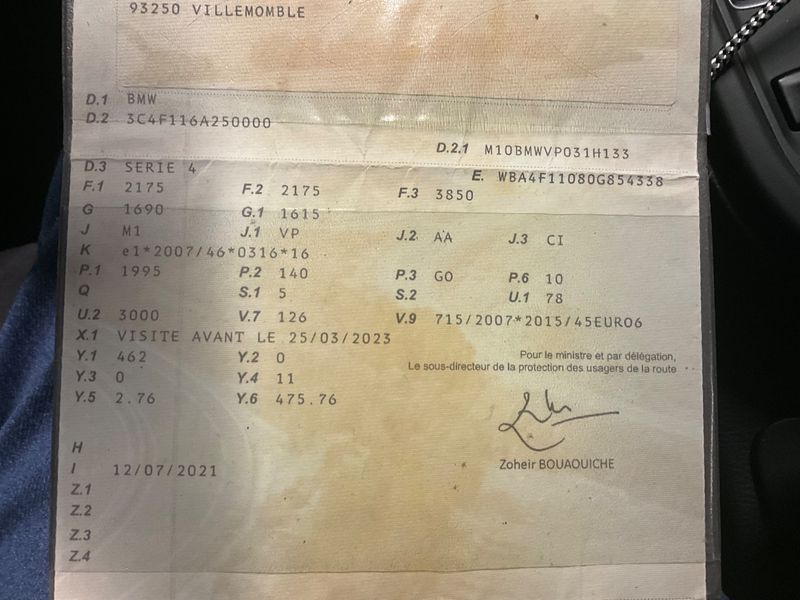 93250 VILLEMOMBLE
D.1 BMW
D.2 3C4F116A250000
D.2.1 M10BMWVP031H133
D.3 SERIE 4
E. WBA4F11080G854338
F.1 2175 F.2 2175 F.3 3850
G 1690 G.1 1615
J M1 J.1 VP J.2 AA J.3 CI
K e1*2007/46*0316*16
P.1 1995 P.2 140 P.3 GO P.6 10
Q S.1 5 S.2 U.1 78
U.2 3000 V.7 126 V.9 715/2007*2015/45EURO6
X.1 VISITE AVANT LE 25/03/2023
Y.1 462 Y.2 0
Pour le ministre et par délégation,
Le sous-directeur de la protection des usagers de la route
Y.3 0 Y.4 11
Y.5 2.76 Y.6 475.76
H
Zoheir BOUAOUICHE
I 12/07/2021
Z.1
Z.2
Z.3
Z.4